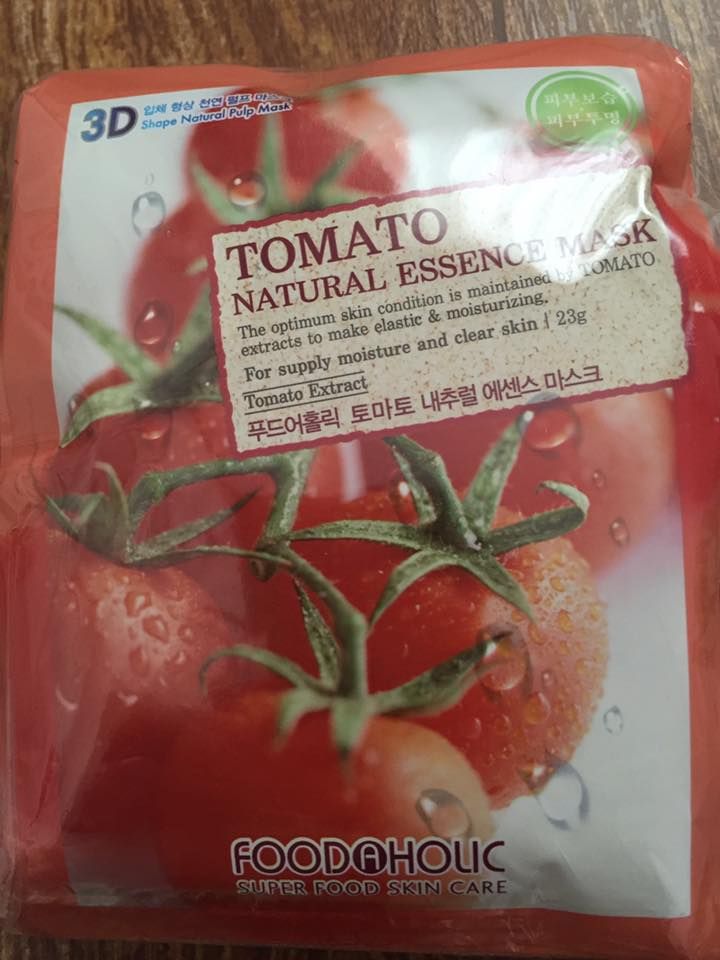 3D 입체 형상 천연 펄프 마스크
Shape Natural Pulp Mask
피부보습
피부투명
TOMATO
NATURAL ESSENCE MASK
The optimum skin condition is maintained by TOMATO
extracts to make elastic & moisturizing.
For supply moisture and clear skin / 23g
Tomato Extract
푸드어홀릭 토마토 내추럴 에센스 마스크
FOODAHOLIC
SUPER FOOD SKIN CARE